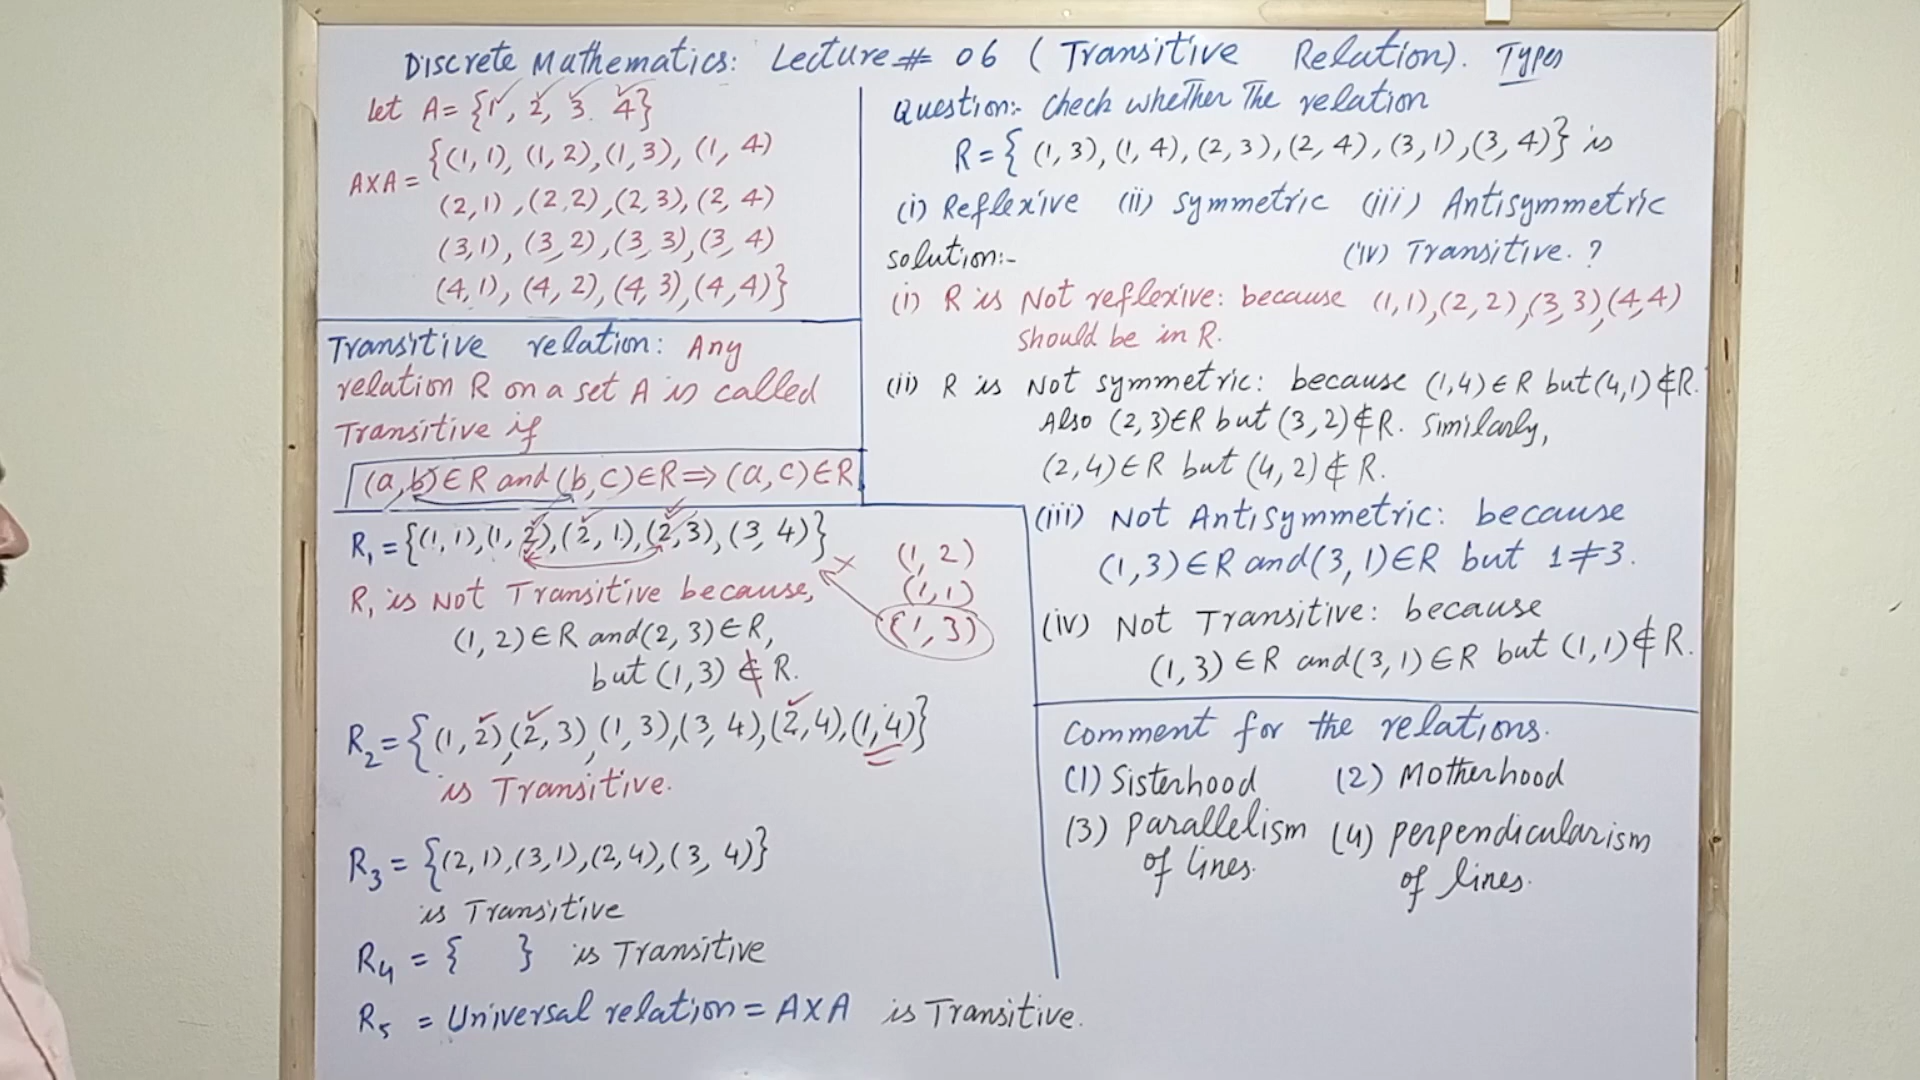 Discrete Mathematics: Lecture # 06 (Transitive Relation). Types
let A = {1, 2, 3. 4}
AXA = {(1, 1), (1, 2), (1, 3), (1, 4)
(2, 1), (2, 2), (2, 3), (2, 4)
(3, 1), (3, 2), (3, 3), (3, 4)
(4, 1), (4, 2), (4, 3), (4, 4)}
Transitive relation: Any
relation R on a set A is called
Transitive if
(a,b)∈R and (b,c)∈R ⇒ (a,c)∈R
R₁ = {(1, 1), (1, 2), (2, 1), (2, 3), (3, 4)}
R₁ is Not Transitive because,
(1, 2)∈R and (2, 3)∈R,
but (1, 3) ∉ R.
(1, 2)
(1, 1)
(1, 3)
R₂ = {(1, 2), (2, 3), (1, 3), (3, 4), (2, 4), (1, 4)}
is Transitive.
R₃ = {(2, 1), (3, 1), (2, 4), (3, 4)}
is Transitive
R₄ = { } is Transitive
R₅ = Universal relation = AXA is Transitive.
Question:- Check whether The relation
R = { (1, 3), (1, 4), (2, 3), (2, 4), (3, 1), (3, 4)} is
(i) Reflexive (ii) Symmetric (iii) Antisymmetric
(iv) Transitive. ?
Solution:-
(i) R is Not reflexive: because (1, 1), (2, 2), (3, 3), (4, 4)
should be in R.
(ii) R is Not symmetric: because (1, 4) ∈ R but (4, 1) ∉ R.
Also (2, 3)∈R but (3, 2) ∉ R. Similarly,
(2, 4) ∈ R but (4, 2) ∉ R.
(iii) Not Antisymmetric: because
(1, 3) ∈ R and (3, 1) ∈ R but 1 ≠ 3.
(iv) Not Transitive: because
(1, 3) ∈ R and (3, 1) ∈ R but (1, 1) ∉ R.
Comment for the relations.
(1) Sisterhood (2) Motherhood
(3) Parallelism of lines. (4) Perpendicularism of lines.